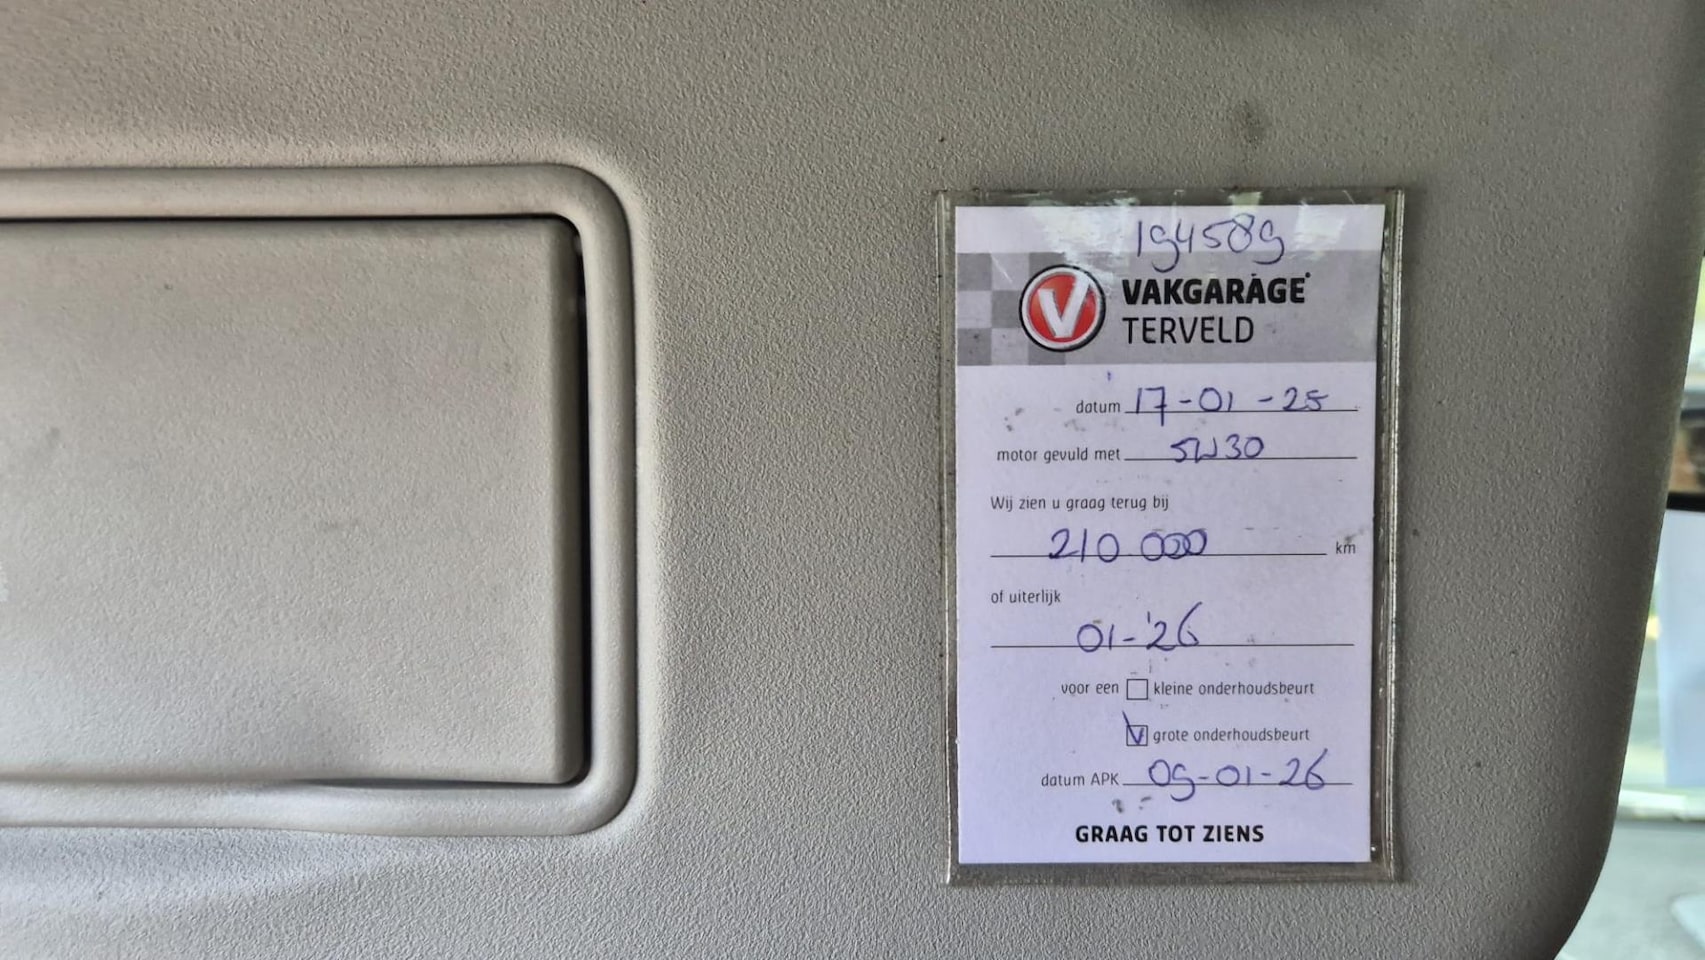 194589
VAKGARAGE
TERVELD
datum 17-01-25
motor gevuld met 5W30
Wij zien u graag terug bij
210.000 km
of uiterlijk
01-'26
voor een kleine onderhoudsbeurt
V grote onderhoudsbeurt
datum APK 09-01-26
GRAAG TOT ZIENS